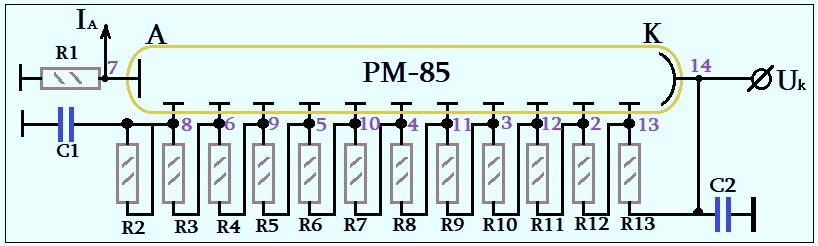 IA
A K
R1 7 PM-85 14 Uk
C1 8 6 9 5 10 4 11 3 12 2 13
C2
R2 R3 R4 R5 R6 R7 R8 R9 R10 R11 R12 R13